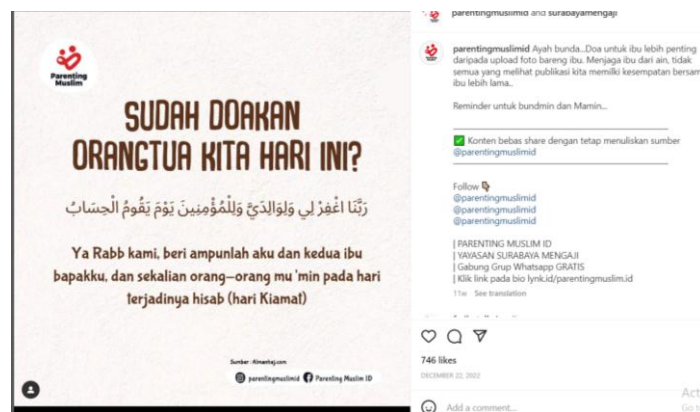 Parenting
Muslim
SUDAH DOAKAN
ORANGTUA KITA HARI INI?
رَبَّنَا اغْفِرْ لِي وَلِوَالِدَيَّ وَلِلْمُؤْمِنِينَ يَوْمَ يَقُومُ الْحِسَابُ
Ya Rabb kami, beri ampunlah aku dan kedua ibu
bapakku, dan sekalian orang-orang mu 'min pada hari
terjadinya hisab (hari Kiamat)
Sumber : Almanhaj.com
parentingmuslimid Parenting Muslim ID
parentingmuslimid and surabayamengaji
parentingmuslimid Ayah bunda...Doa untuk ibu lebih penting
daripada upload foto bareng ibu. Menjaga ibu dari ain, tidak
semua yang melihat publikasi kita memilki kesempatan bersam
ibu lebih lama..
Reminder untuk bundmin dan Mamin...
Konten bebas share dengan tetap menuliskan sumber
@parentingmuslimid
Follow
@parentingmuslimid
@parentingmuslimid
@parentingmuslimid
| PARENTING MUSLIM ID
| YAYASAN SURABAYA MENGAJI
| Gabung Grup Whatsapp GRATIS
| Klik link pada bio lynk.id/parentingmuslim.id
11w See translation
746 likes
DECEMBER 22, 2022
Add a comment...
Act
Go t